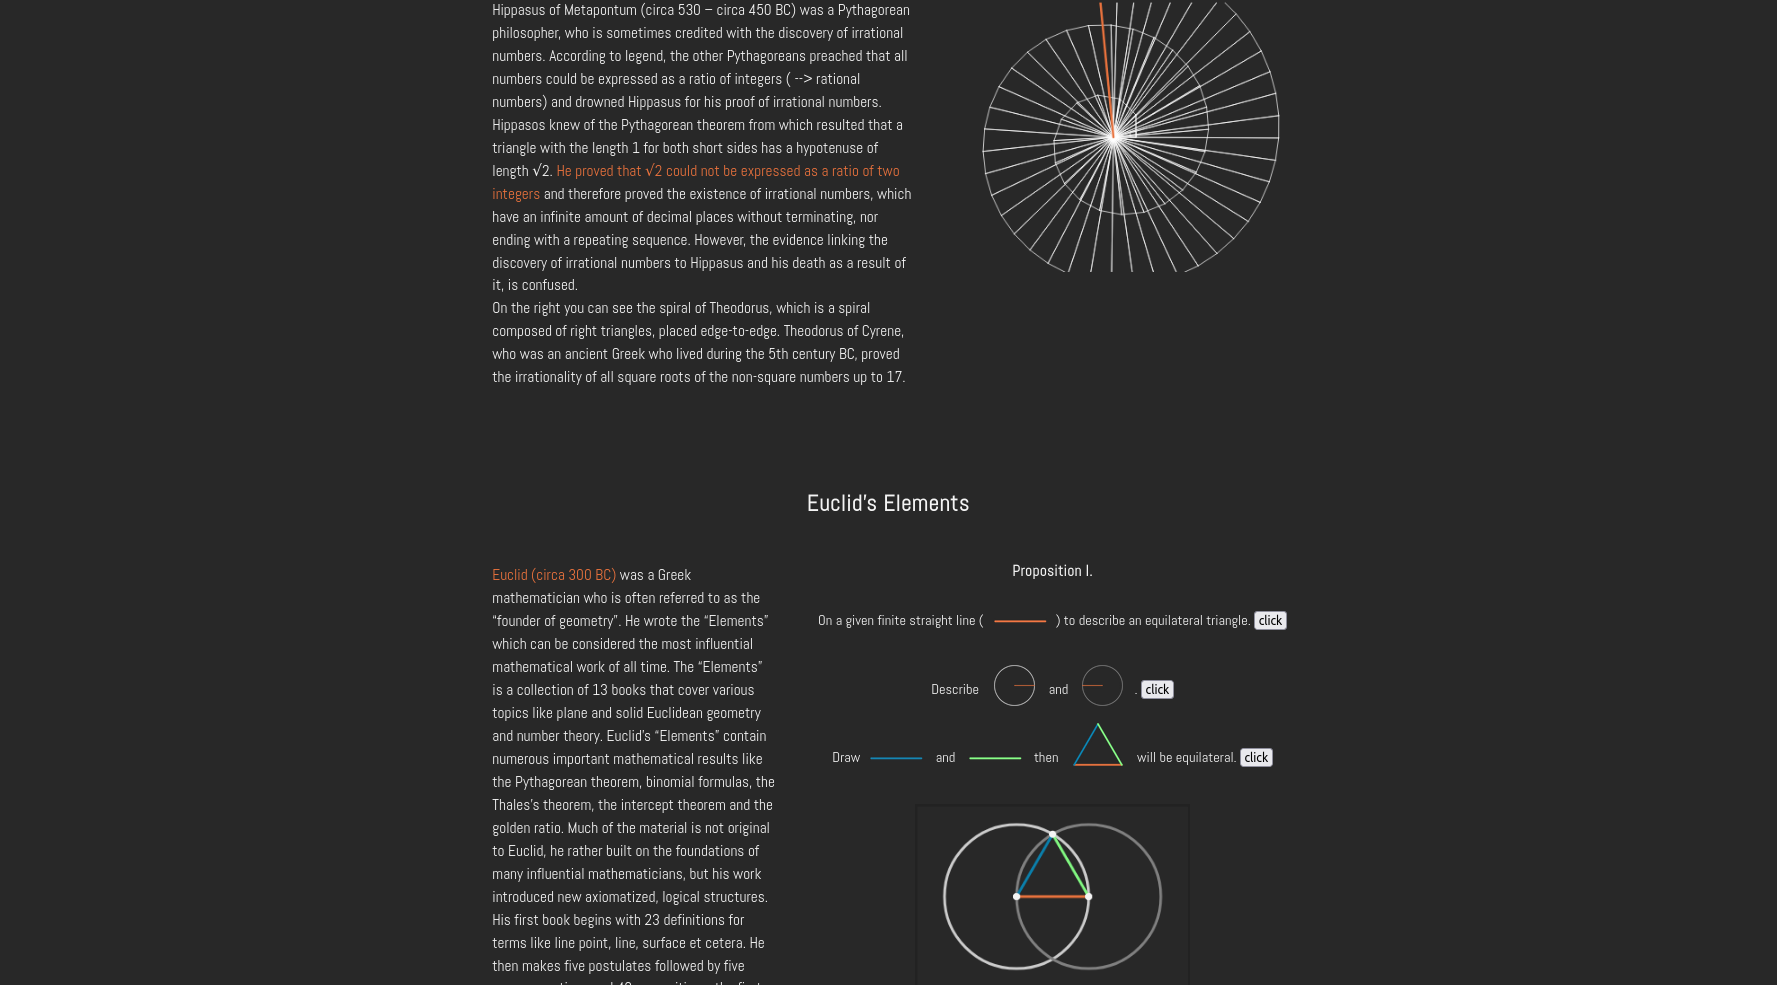 Hippasus of Metapontum (circa 530 – circa 450 BC) was a Pythagorean
philosopher, who is sometimes credited with the discovery of irrational
numbers. According to legend, the other Pythagoreans preached that all
numbers could be expressed as a ratio of integers ( --> rational
numbers) and drowned Hippasus for his proof of irrational numbers.
Hippasos knew of the Pythagorean theorem from which resulted that a
triangle with the length 1 for both short sides has a hypotenuse of
length √2. He proved that √2 could not be expressed as a ratio of two
integers and therefore proved the existence of irrational numbers, which
have an infinite amount of decimal places without terminating, nor
ending with a repeating sequence. However, the evidence linking the
discovery of irrational numbers to Hippasus and his death as a result of
it, is confused.
On the right you can see the spiral of Theodorus, which is a spiral
composed of right triangles, placed edge-to-edge. Theodorus of Cyrene,
who was an ancient Greek who lived during the 5th century BC, proved
the irrationality of all square roots of the non-square numbers up to 17.
Euclid's Elements
Euclid (circa 300 BC) was a Greek
mathematician who is often referred to as the
“founder of geometry”. He wrote the “Elements”
which can be considered the most influential
mathematical work of all time. The “Elements”
is a collection of 13 books that cover various
topics like plane and solid Euclidean geometry
and number theory. Euclid's “Elements” contain
numerous important mathematical results like
the Pythagorean theorem, binomial formulas, the
Thales's theorem, the intercept theorem and the
golden ratio. Much of the material is not original
to Euclid, he rather built on the foundations of
many influential mathematicians, but his work
introduced new axiomatized, logical structures.
His first book begins with 23 definitions for
terms like line point, line, surface et cetera. He
then makes five postulates followed by five
Proposition I.
On a given finite straight line ( ) to describe an equilateral triangle. click
Describe and . click
Draw and then will be equilateral. click